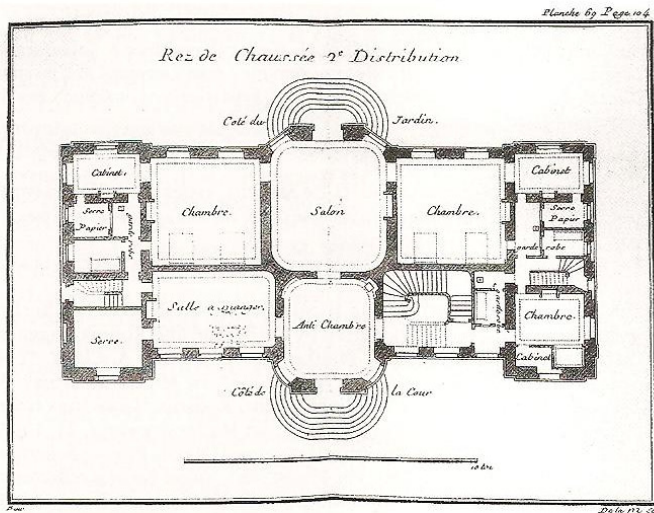 Planche 69 Page 104
Rez de Chaussée 2e Distribution
Coté du Jardin.
Cabinet.
Cabinet
Serre Papier
Chambre.
Salon
Chambre.
Serre Papier
garde robe
garde robe
Salle a manger.
Anti Chambre
Chambre.
Serre.
Cabinet
Côté de la Cour